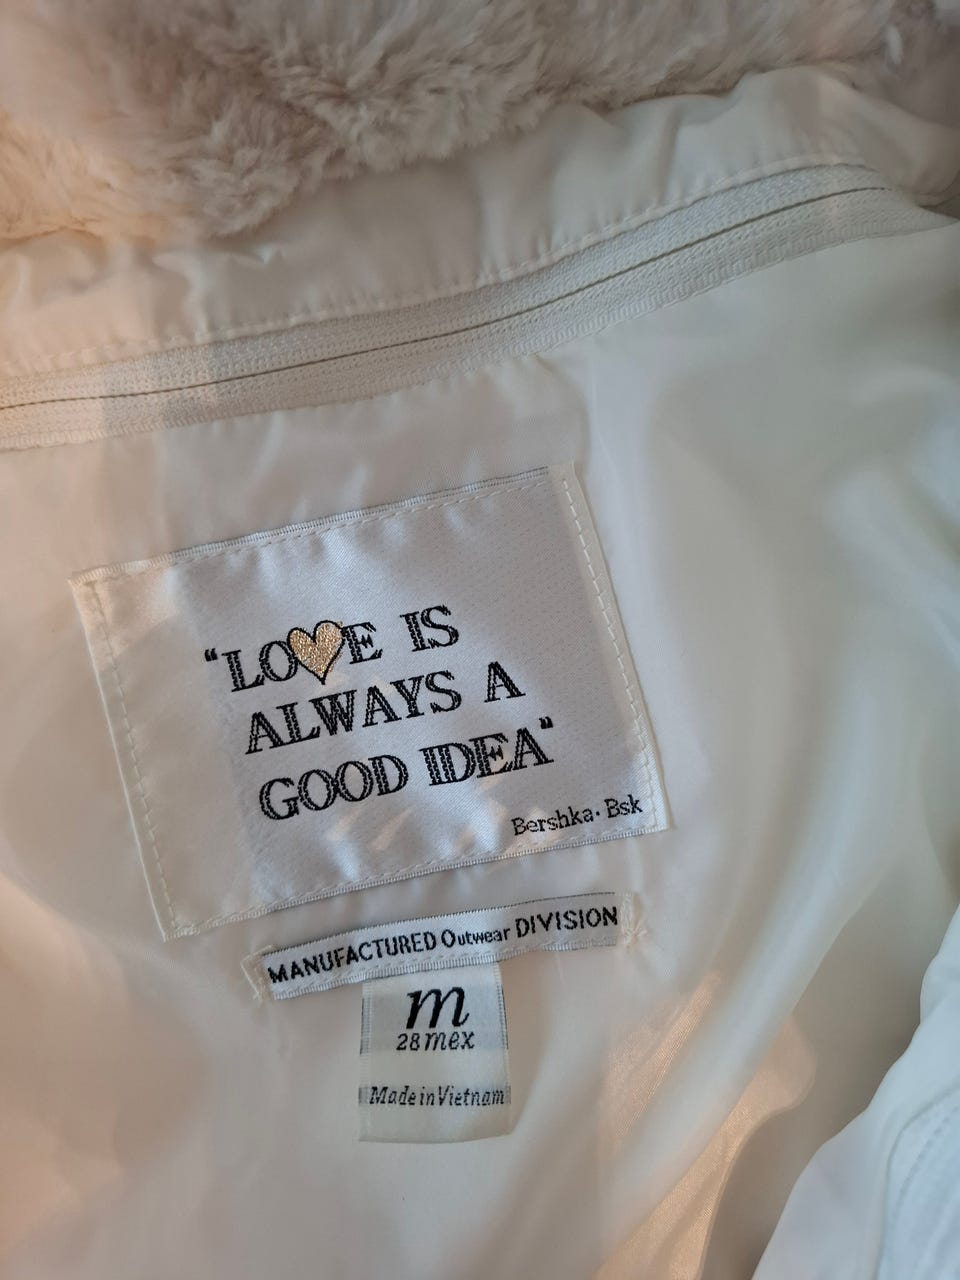 "LOVE IS
ALWAYS A
GOOD IDEA"
Bershka· Bsk
MANUFACTURED Outwear DIVISION
m
28 mex
Made in Vietnam